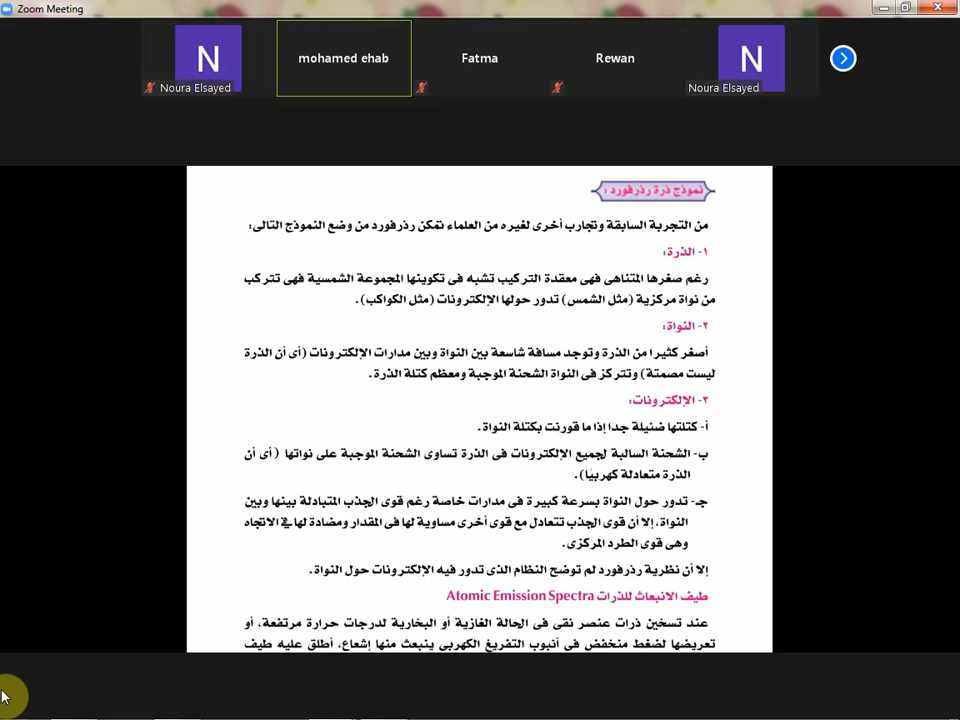 Zoom Meeting
N
Noura Elsayed
mohamed ehab
Fatma
Rewan
N
Noura Elsayed
نموذج ذرة رذرفورد :
من التجربة السابقة وتجارب أخرى لغيره من العلماء تمكن رذرفورد من وضع النموذج التالى:
١- الذرة:
رغم صغرها المتناهى فهى معقدة التركيب تشبه فى تكوينها المجموعة الشمسية فهى تتركب
من نواة مركزية (مثل الشمس) تدور حولها الإلكترونات (مثل الكواكب).
٢- النواة:
أصغر كثيرا من الذرة وتوجد مسافة شاسعة بين النواة وبين مدارات الإلكترونات (أى أن الذرة
ليست مصمتة) وتتركز فى النواة الشحنة الموجبة ومعظم كتلة الذرة.
٣- الإلكترونات:
أ- كتلتها ضئيلة جدا إذا ما قورنت بكتلة النواة.
ب- الشحنة السالبة لجميع الإلكترونات فى الذرة تساوى الشحنة الموجبة على نواتها ( أى أن
الذرة متعادلة كهربيًا).
جـ- تدور حول النواة بسرعة كبيرة فى مدارات خاصة رغم قوى الجذب المتبادلة بينها وبين
النواة، إلا أن قوى الجذب تتعادل مع قوى أخرى مساوية لها فى المقدار ومضادة لها في الاتجاه
وهى قوى الطرد المركزى.
إلا أن نظرية رذرفورد لم توضح النظام الذى تدور فيه الإلكترونات حول النواة.
طيف الانبعاث للذرات Atomic Emission Spectra
عند تسخين ذرات عنصر نقى فى الحالة الغازية أو البخارية لدرجات حرارة مرتفعة، أو
تعريضها لضغط منخفض فى أنبوب التفريغ الكهربى ينبعث منها إشعاع، أطلق عليه طيف